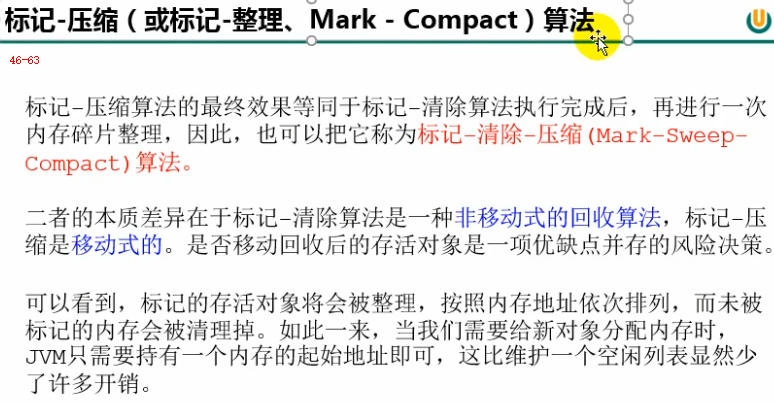 标记-压缩（或标记-整理、Mark - Compact）算法
46-63
标记-压缩算法的最终效果等同于标记-清除算法执行完成后，再进行一次
内存碎片整理，因此，也可以把它称为标记-清除-压缩(Mark-Sweep-
Compact)算法。
二者的本质差异在于标记-清除算法是一种非移动式的回收算法，标记-压
缩是移动式的。是否移动回收后的存活对象是一项优缺点并存的风险决策。
可以看到，标记的存活对象将会被整理，按照内存地址依次排列，而未被
标记的内存会被清理掉。如此一来，当我们需要给新对象分配内存时，
JVM只需要持有一个内存的起始地址即可，这比维护一个空闲列表显然少
了许多开销。